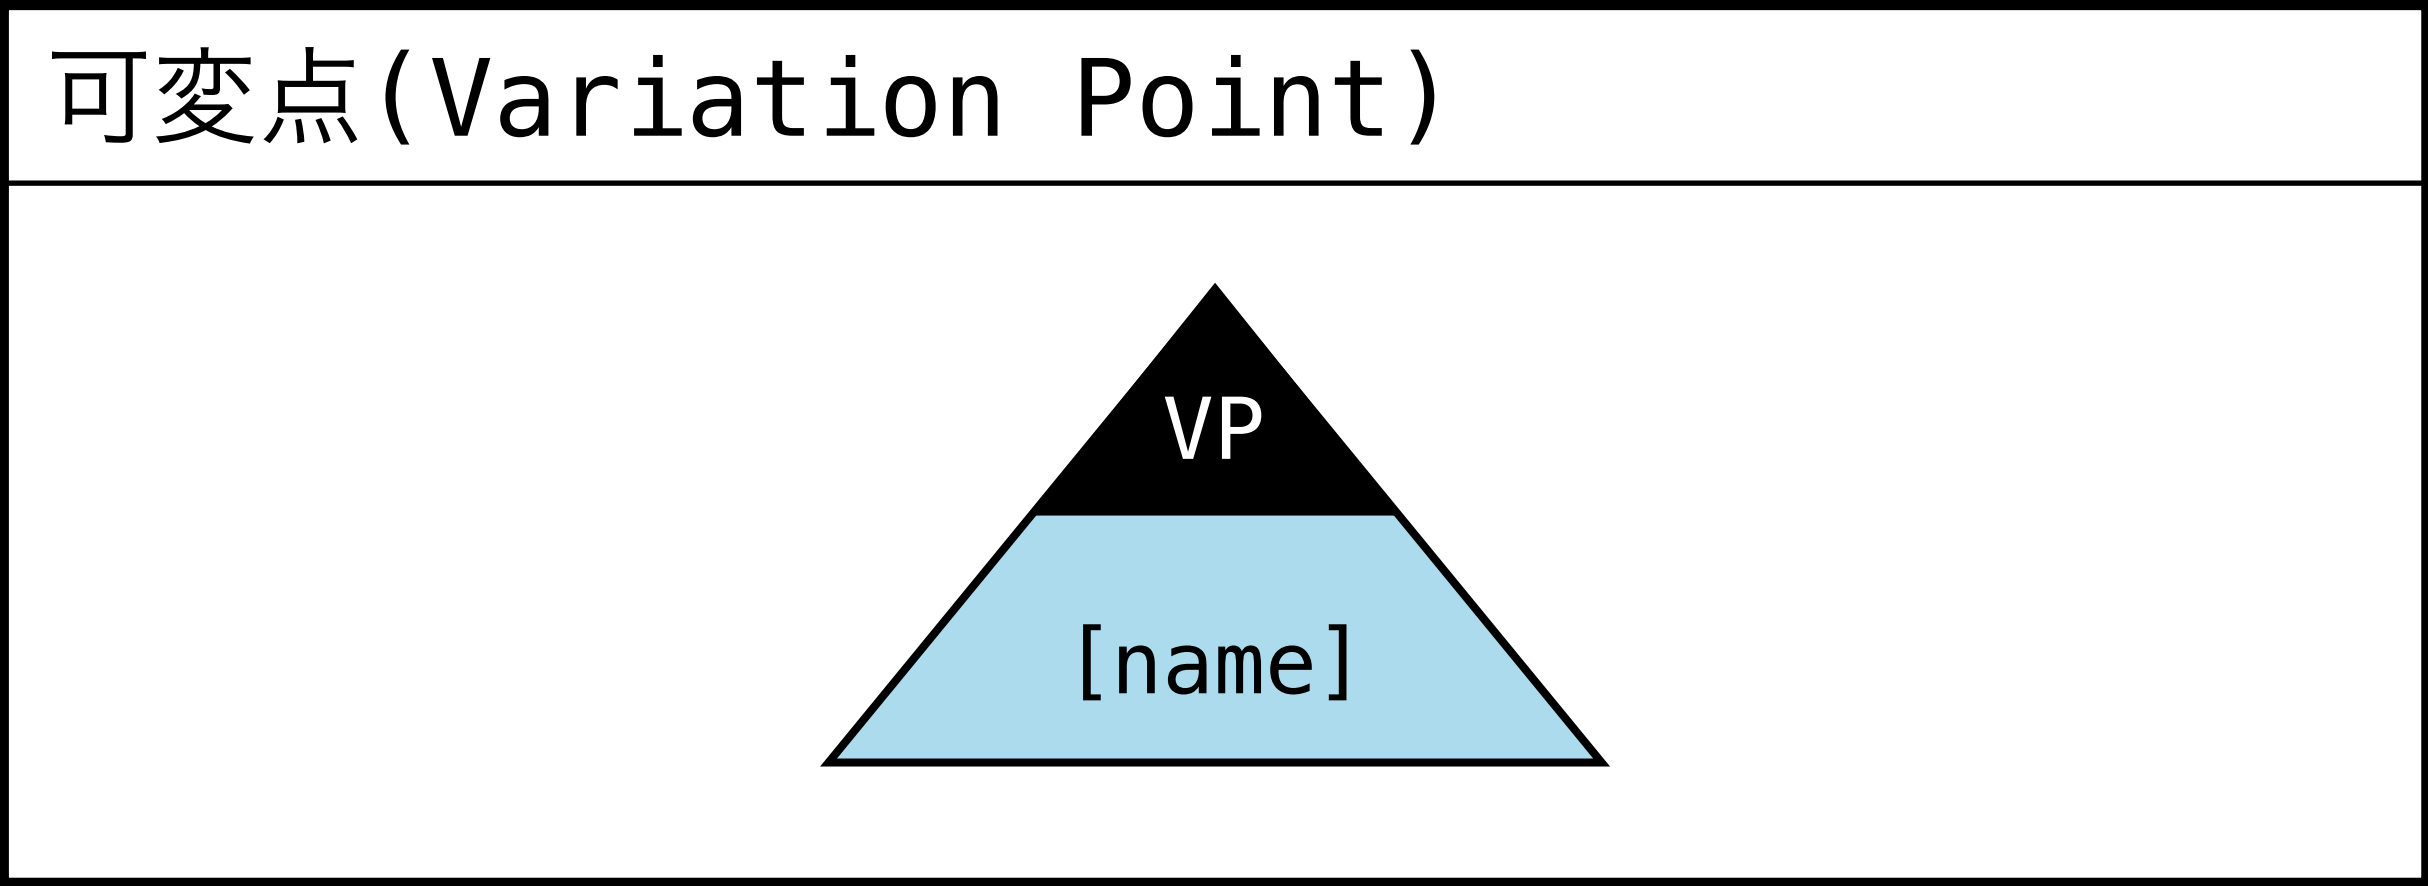 可変点(Variation Point)
VP
[name]